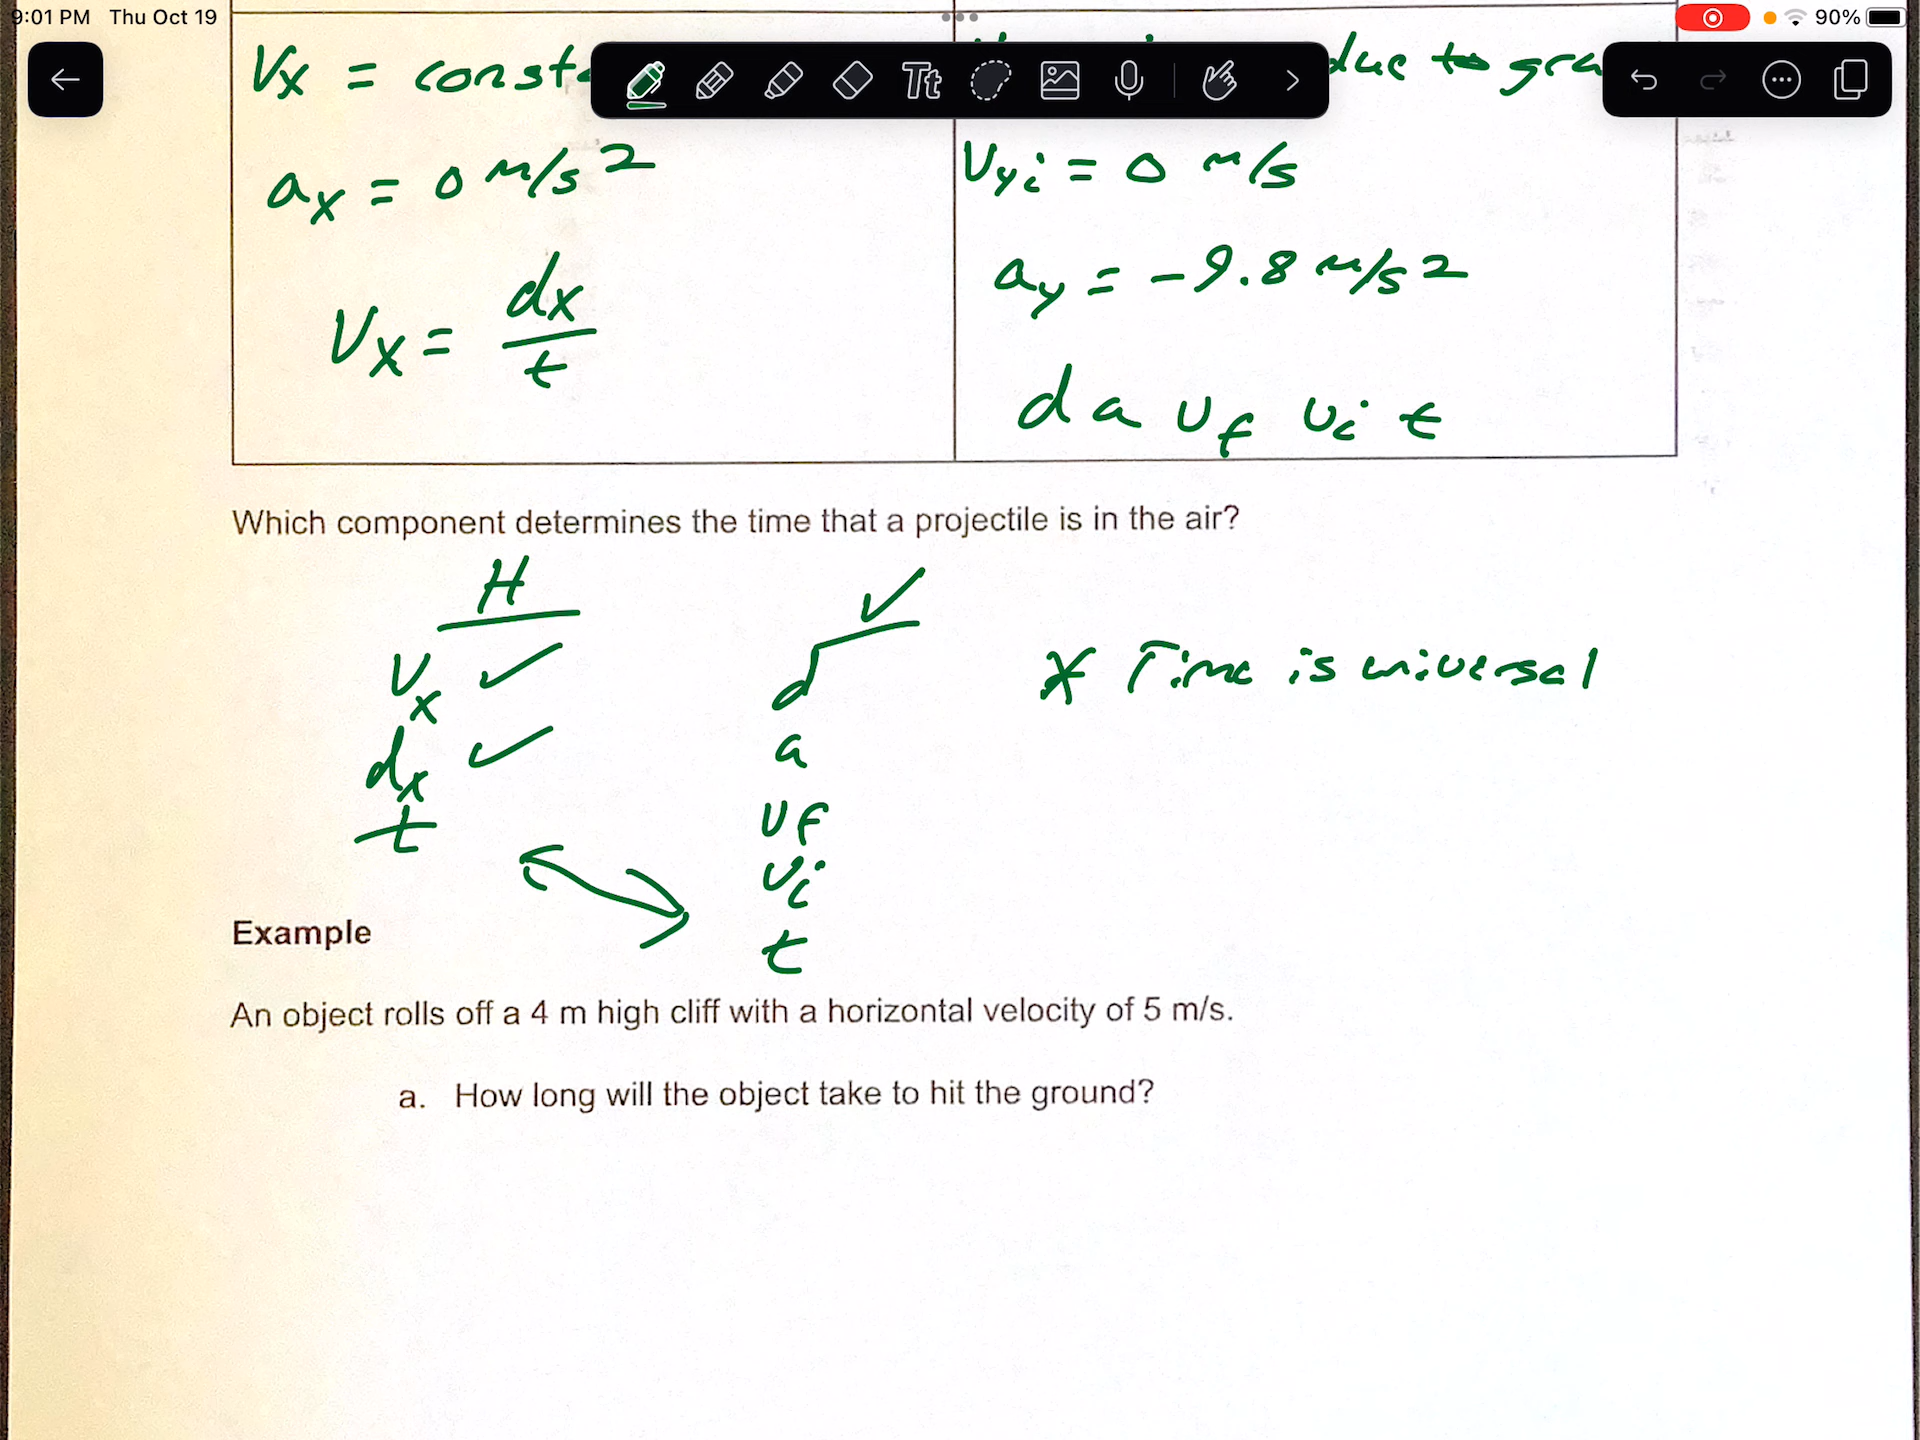 9:01 PM Thu Oct 19
90%
Tt
Vx = const
due to gra
ax = 0 m/s2
Vyi = 0 m/s
ay = -9.8 m/s2
Vx = dx
t
d a vf vi t
Which component determines the time that a projectile is in the air?
H
V
Vx ✓
d
* Time is universal
dx ✓
a
t
vf
vi
t
Example
An object rolls off a 4 m high cliff with a horizontal velocity of 5 m/s.
a. How long will the object take to hit the ground?